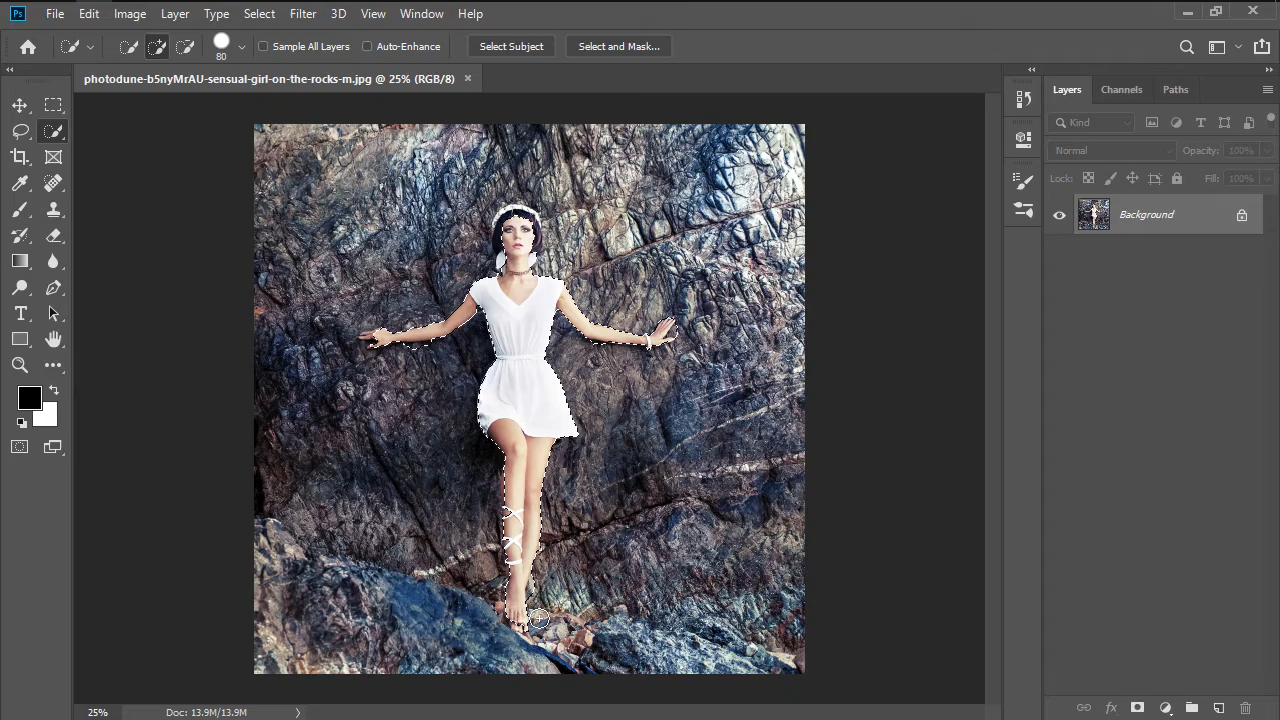 Ps File Edit Image Layer Type Select Filter 3D View Window Help
80 Sample All Layers Auto-Enhance Select Subject Select and Mask...
photodune-b5nyMrAU-sensual-girl-on-the-rocks-m.jpg @ 25% (RGB/8)
Layers Channels Paths
Kind
Normal Opacity: 100%
Lock: Fill: 100%
Background
25% Doc: 13.9M/13.9M